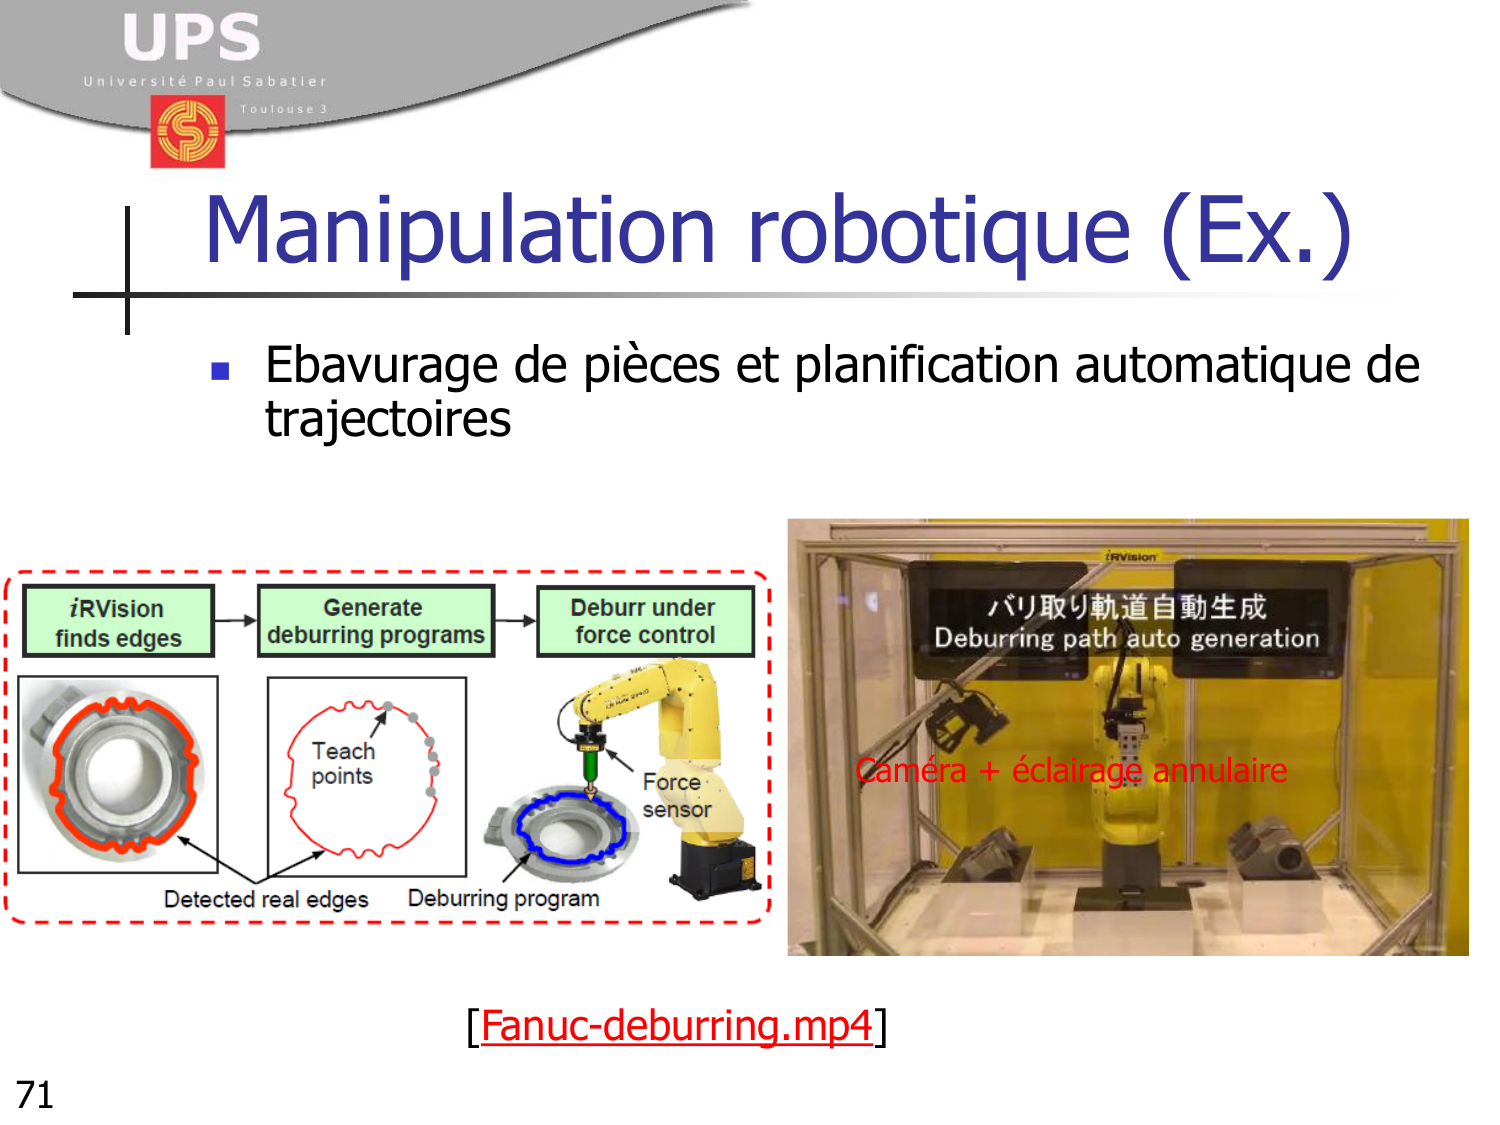 UPS
Université Paul Sabatier
Toulouse 3
Manipulation robotique (Ex.)
Ebavurage de pièces et planification automatique de
trajectoires
iRVision
finds edges
Generate
deburring programs
Deburr under
force control
Teach
points
Force
sensor
Detected real edges
Deburring program
iRVision
バリ取り軌道自動生成
Deburring path auto generation
Caméra + éclairage annulaire
[Fanuc-deburring.mp4]
71